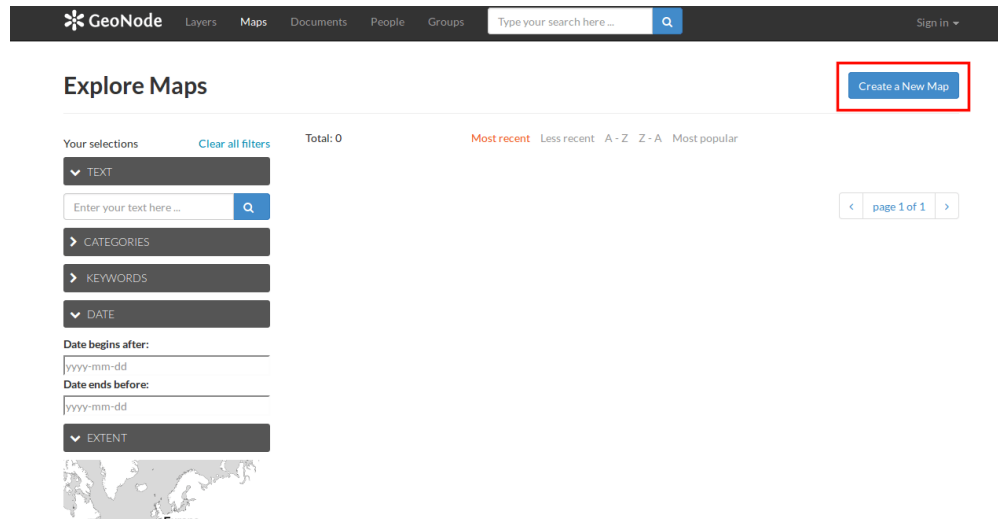 GeoNode Layers Maps Documents People Groups Type your search here ... Sign in
Explore Maps
Create a New Map
Your selections Clear all filters
Total: 0 Most recent Less recent A - Z Z - A Most popular
TEXT
Enter your text here ...
< page 1 of 1 >
CATEGORIES
KEYWORDS
DATE
Date begins after:
yyyy-mm-dd
Date ends before:
yyyy-mm-dd
EXTENT